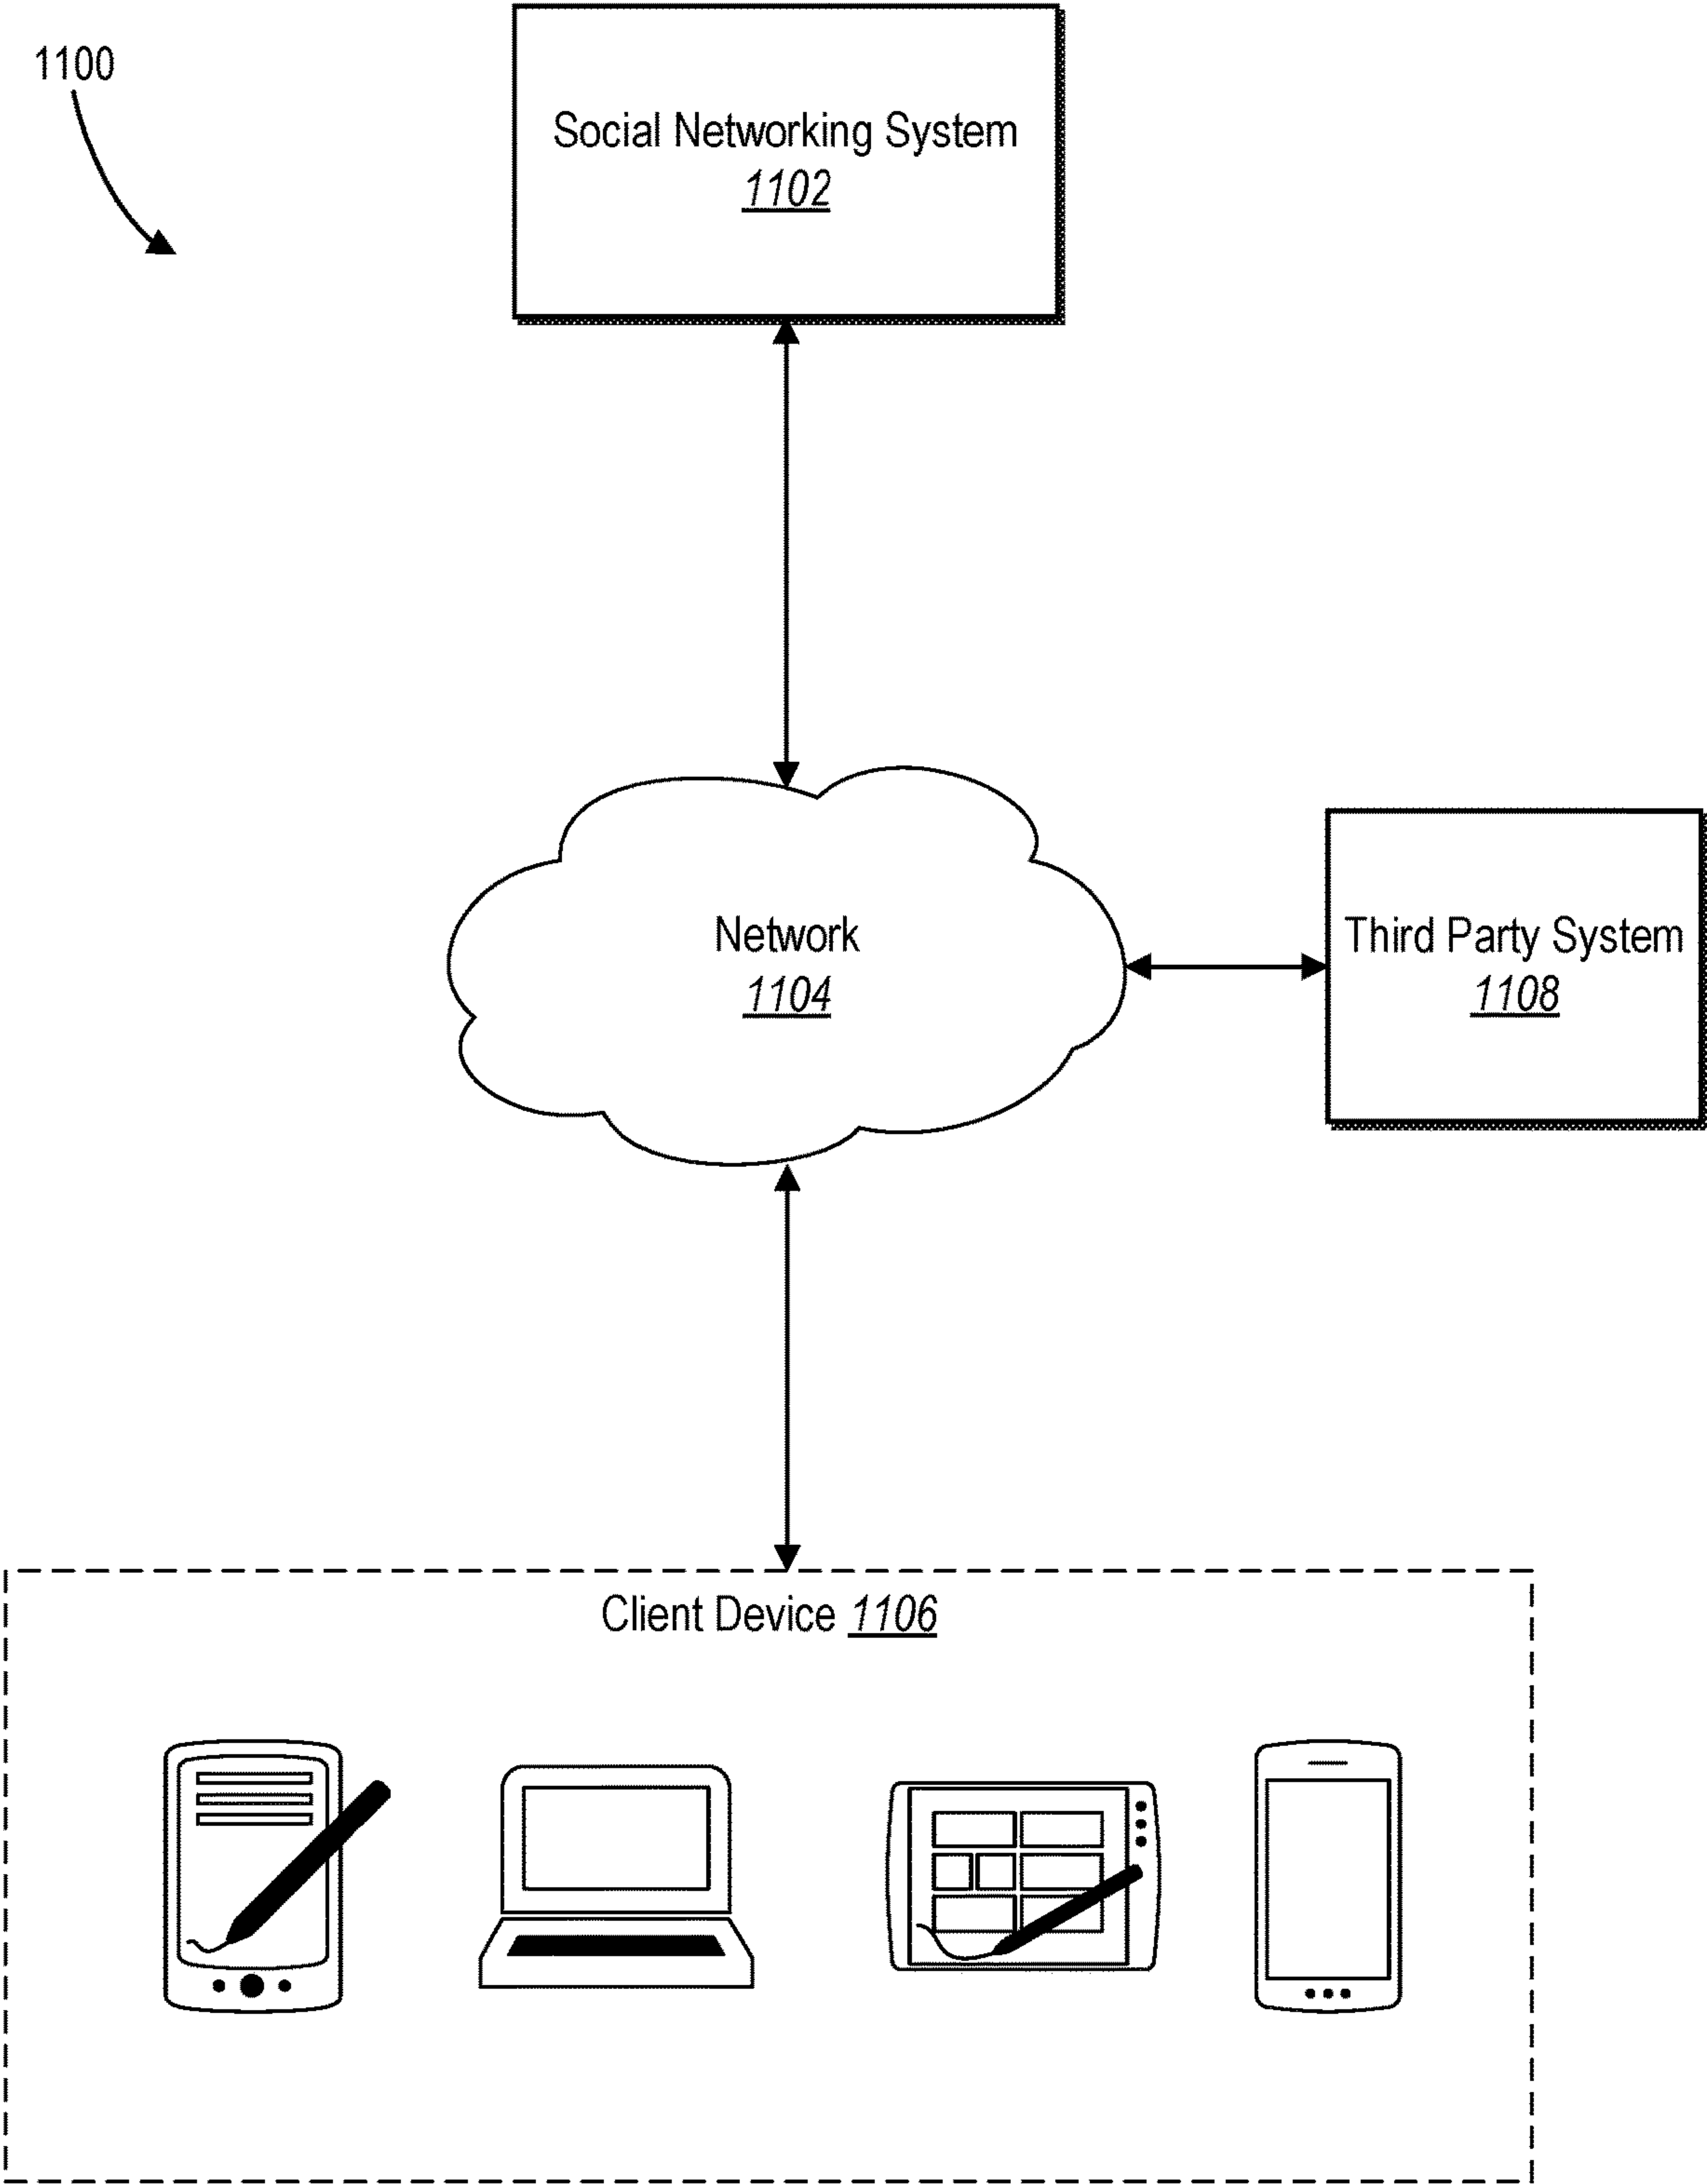 1100
Social Networking System
1102
Network
1104
Third Party System
1108
Client Device 1106